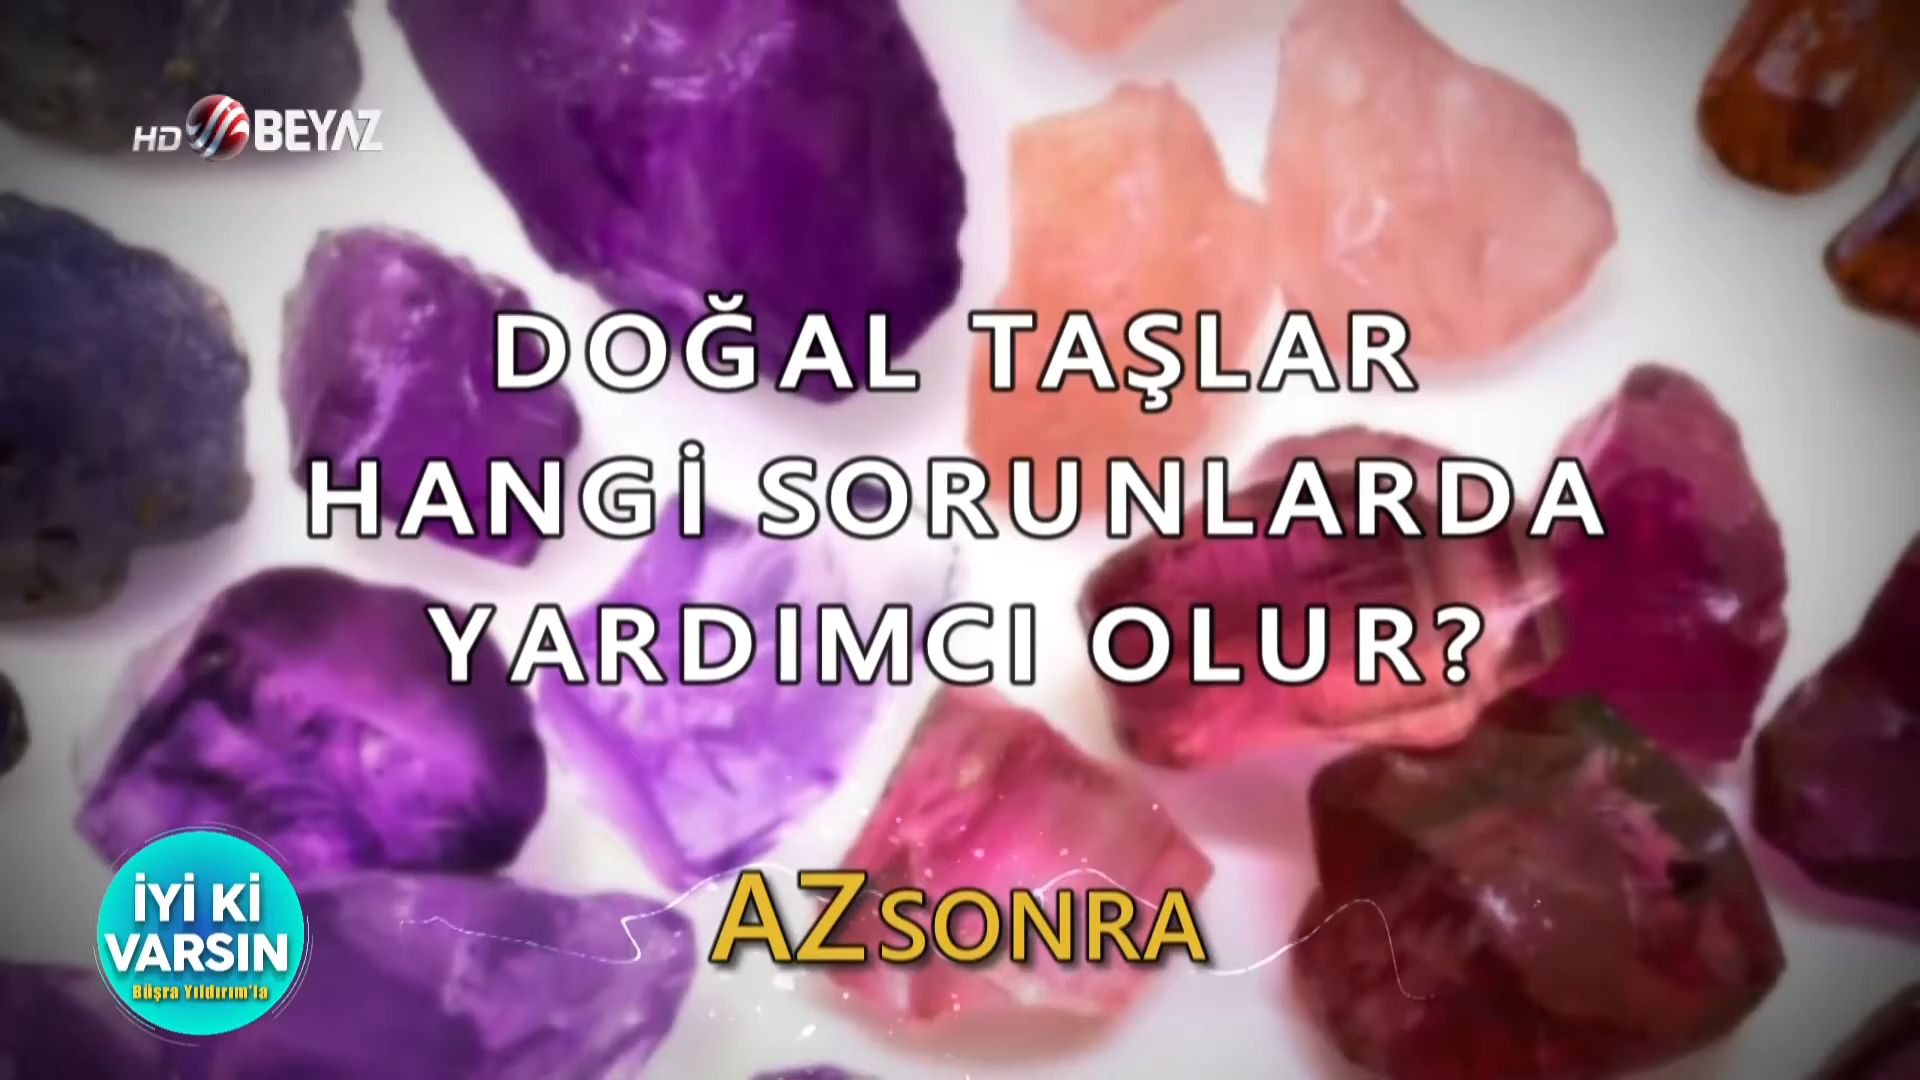 HD BEYAZ
DOĞAL TAŞLAR
HANGİ SORUNLARDA
YARDIMCI OLUR?
AZ SONRA
İYİ Kİ
VARSIN
Büşra Yıldırım'la